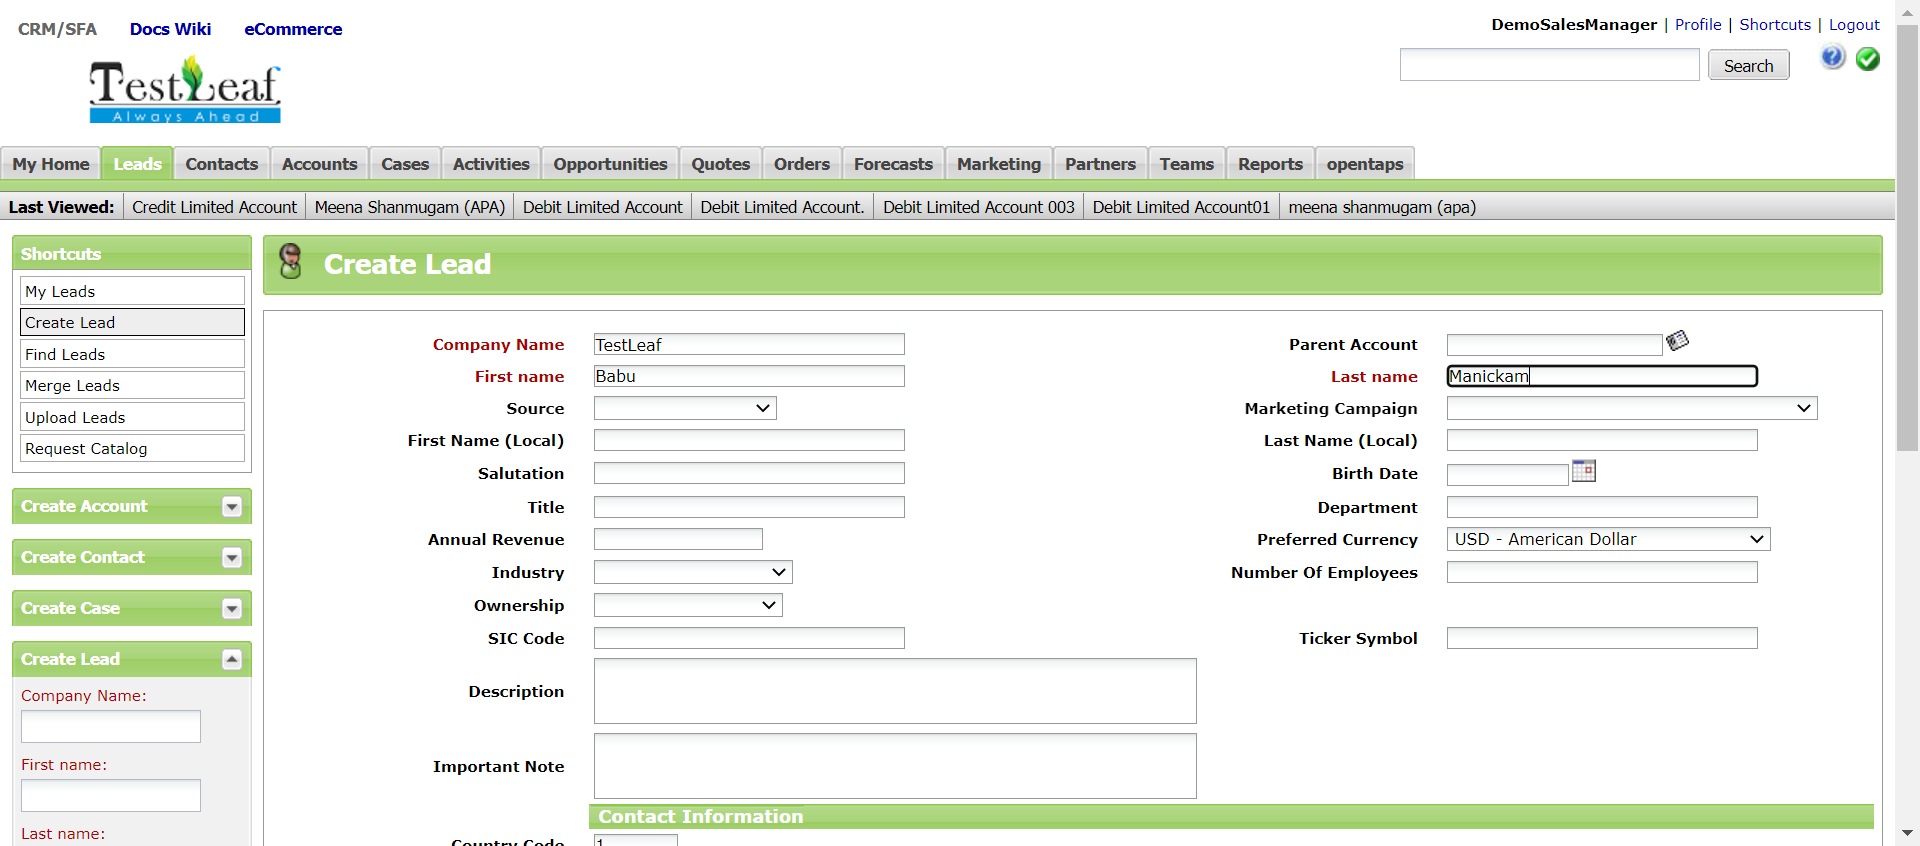 CRM/SFA Docs Wiki eCommerce
DemoSalesManager | Profile | Shortcuts | Logout
Search
TestLeaf
Always Ahead
My Home Leads Contacts Accounts Cases Activities Opportunities Quotes Orders Forecasts Marketing Partners Teams Reports opentaps
Last Viewed: Credit Limited Account Meena Shanmugam (APA) Debit Limited Account Debit Limited Account. Debit Limited Account 003 Debit Limited Account01 meena shanmugam (apa)
Shortcuts
My Leads
Create Lead
Find Leads
Merge Leads
Upload Leads
Request Catalog
Create Account
Create Contact
Create Case
Create Lead
Company Name:
First name:
Last name:
Create Lead
Company Name TestLeaf Parent Account
First name Babu Last name Manickam
Source Marketing Campaign
First Name (Local) Last Name (Local)
Salutation Birth Date
Title Department
Annual Revenue Preferred Currency USD - American Dollar
Industry Number Of Employees
Ownership
SIC Code Ticker Symbol
Description
Important Note
Contact Information
Country Code 1